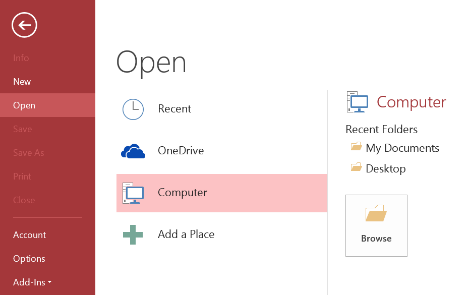 Info
New
Open
Save
Save As
Print
Close
Account
Options
Add-Ins
Open
Recent
OneDrive
Computer
Add a Place
Computer
Recent Folders
My Documents
Desktop
Browse